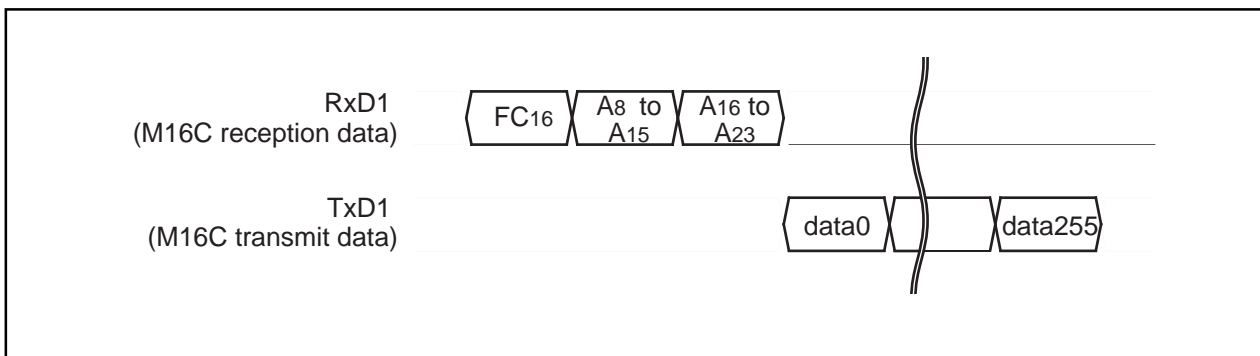 RxD1
(M16C reception data)
FC16
A8 to
A15
A16 to
A23
TxD1
(M16C transmit data)
data0
data255